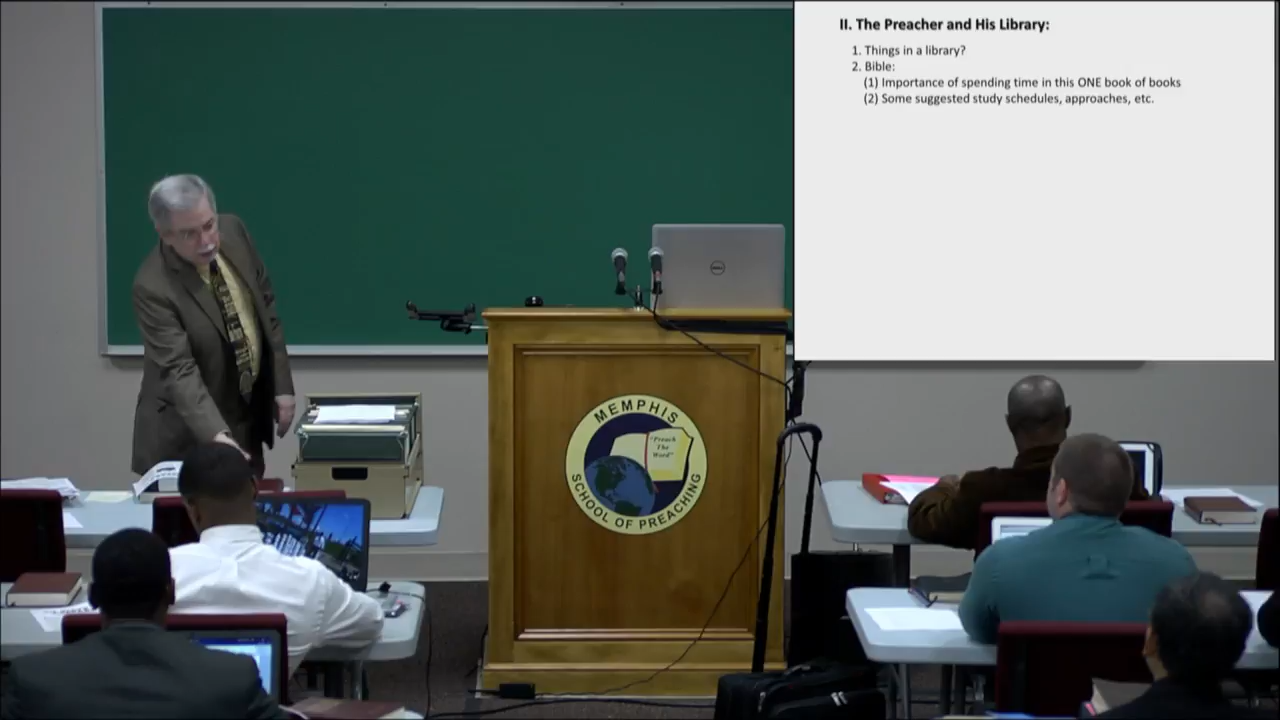 II. The Preacher and His Library:
1. Things in a library?
2. Bible:
(1) Importance of spending time in this ONE book of books
(2) Some suggested study schedules, approaches, etc.
DELL
MEMPHIS
"Preach
The
Word"
SCHOOL OF PREACHING